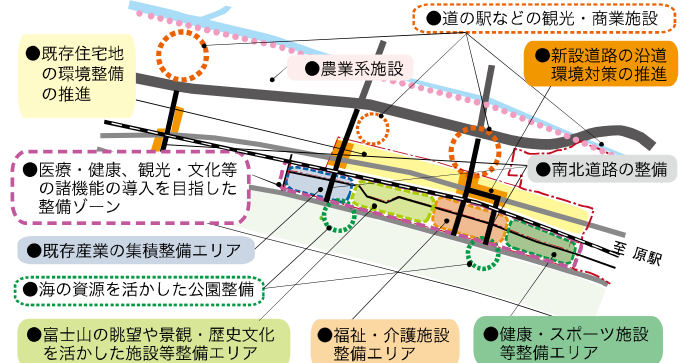 ●道の駅などの観光・商業施設
●既存住宅地
の環境整備
の推進
●農業系施設
●新設道路の沿道
環境対策の推進
●医療・健康、観光・文化等
の諸機能の導入を目指した
整備ゾーン
●南北道路の整備
●既存産業の集積整備エリア
至 原駅
●海の資源を活かした公園整備
●富士山の眺望や景観・歴史文化
を活かした施設等整備エリア
●福祉・介護施設
整備エリア
●健康・スポーツ施設
等整備エリア